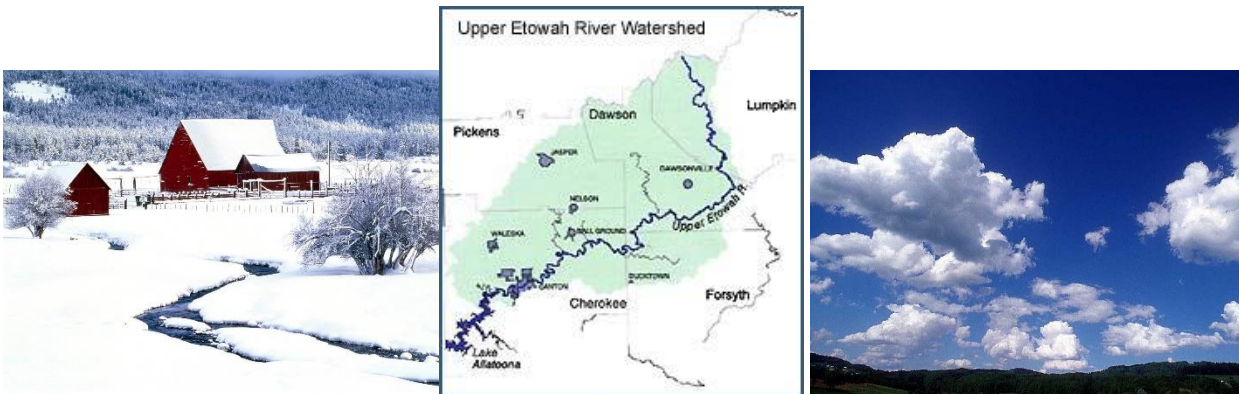 Upper Etowah River Watershed
Lumpkin
Dawson
Pickens
JASPER
DAWSONVILLE
Upper Etowah R.
NELSON
BALL GROUND
WALESKA
DUCKTOWN
CANTON
Forsyth
Cherokee
Lake
Allatoona